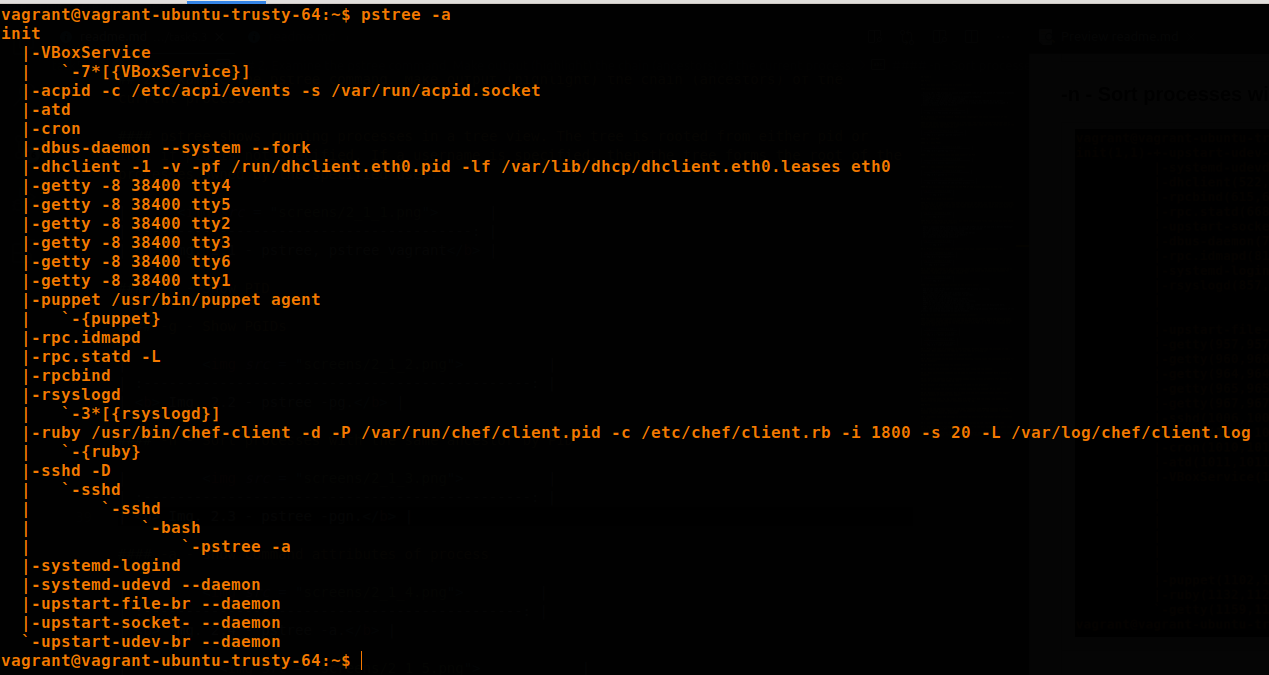 vagrant@vagrant-ubuntu-trusty-64:~$ pstree -a
init
  |-VBoxService
  |   `-7*[{VBoxService}]
  |-acpid -c /etc/acpi/events -s /var/run/acpid.socket
  |-atd
  |-cron
  |-dbus-daemon --system --fork
  |-dhclient -1 -v -pf /run/dhclient.eth0.pid -lf /var/lib/dhcp/dhclient.eth0.leases eth0
  |-getty -8 38400 tty4
  |-getty -8 38400 tty5
  |-getty -8 38400 tty2
  |-getty -8 38400 tty3
  |-getty -8 38400 tty6
  |-getty -8 38400 tty1
  |-puppet /usr/bin/puppet agent
  |   `-{puppet}
  |-rpc.idmapd
  |-rpc.statd -L
  |-rpcbind
  |-rsyslogd
  |   `-3*[{rsyslogd}]
  |-ruby /usr/bin/chef-client -d -P /var/run/chef/client.pid -c /etc/chef/client.rb -i 1800 -s 20 -L /var/log/chef/client.log
  |   `-{ruby}
  |-sshd -D
  |   `-sshd
  |       `-sshd
  |           `-bash
  |               `-pstree -a
  |-systemd-logind
  |-systemd-udevd --daemon
  |-upstart-file-br --daemon
  |-upstart-socket- --daemon
  `-upstart-udev-br --daemon
vagrant@vagrant-ubuntu-trusty-64:~$
-n - Sort processes